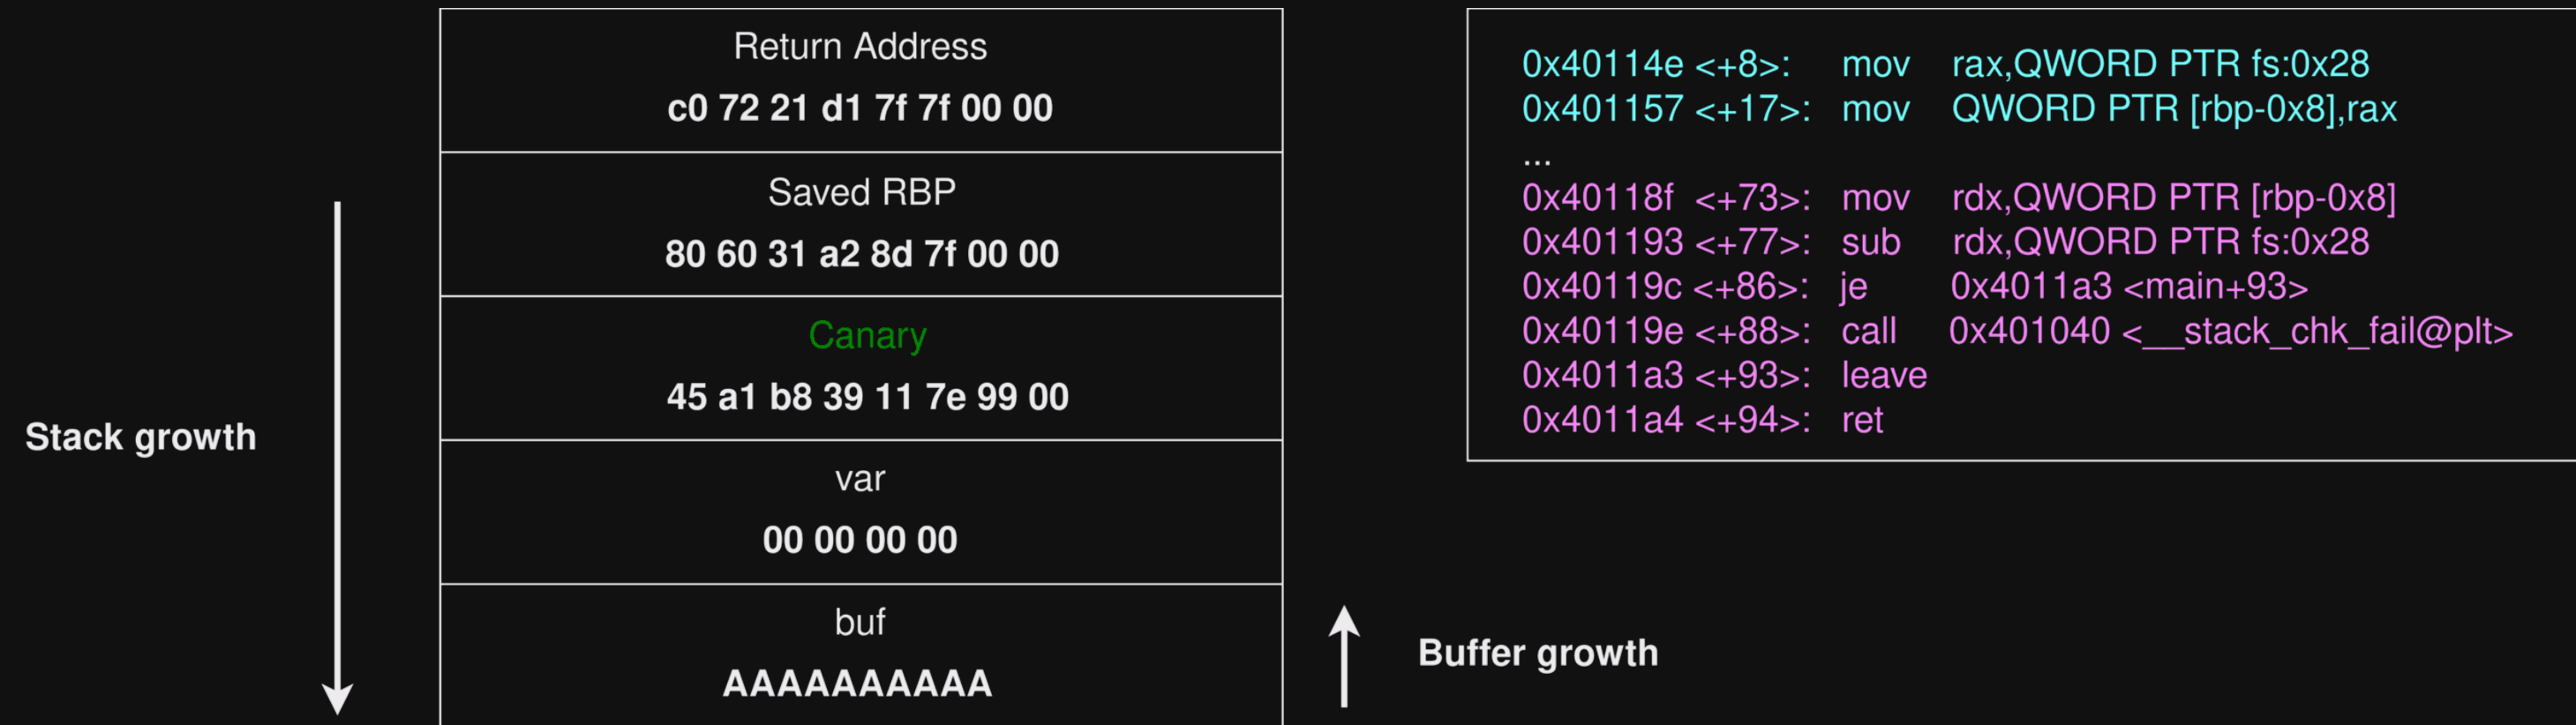 Return Address
c0 72 21 d1 7f 7f 00 00
Saved RBP
80 60 31 a2 8d 7f 00 00
Canary
45 a1 b8 39 11 7e 99 00
var
00 00 00 00
buf
AAAAAAAAAA
Stack growth
Buffer growth
0x40114e <+8>: mov rax,QWORD PTR fs:0x28
0x401157 <+17>: mov QWORD PTR [rbp-0x8],rax
...
0x40118f <+73>: mov rdx,QWORD PTR [rbp-0x8]
0x401193 <+77>: sub rdx,QWORD PTR fs:0x28
0x40119c <+86>: je 0x4011a3 <main+93>
0x40119e <+88>: call 0x401040 <__stack_chk_fail@plt>
0x4011a3 <+93>: leave
0x4011a4 <+94>: ret